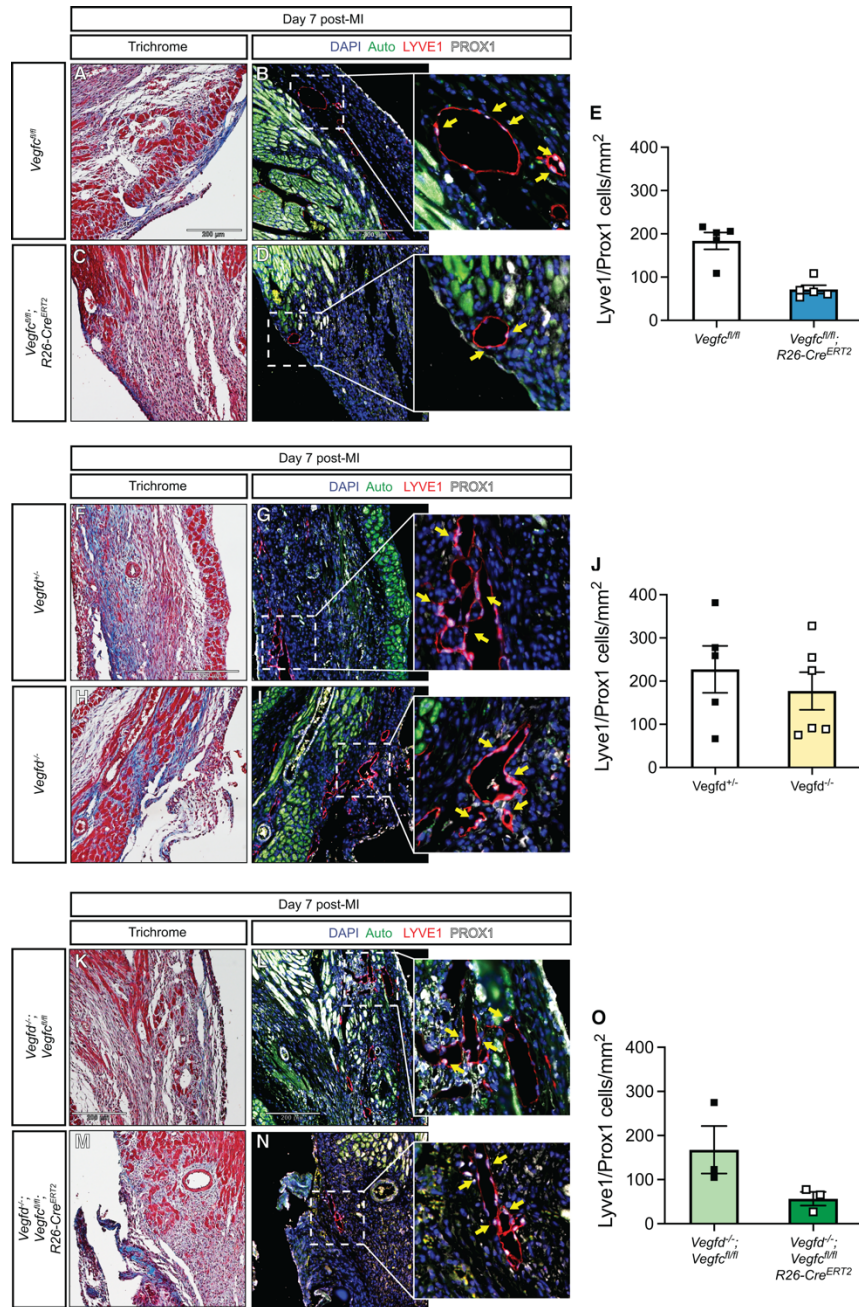 Day 7 post-MI
Trichrome
DAPI Auto LYVE1 PROX1
Vegfc^fl/fl
A
200 μm
B
Vegfc^fl/fl;
R26-Cre^ERT2
C
D
E
Lyve1/Prox1 cells/mm²
400
300
200
100
0
Vegfc^fl/fl
Vegfc^fl/fl;
R26-Cre^ERT2
Day 7 post-MI
Trichrome
DAPI Auto LYVE1 PROX1
Vegfd^+/-
F
G
Vegfd^-/-
H
I
J
Lyve1/Prox1 cells/mm²
400
300
200
100
0
Vegfd^+/-
Vegfd^-/-
Day 7 post-MI
Trichrome
DAPI Auto LYVE1 PROX1
Vegfd^-/-;
Vegfc^fl/fl
K
200 μm
L
200 μm
Vegfd^-/-;
Vegfc^fl/fl;
R26-Cre^ERT2
M
N
O
Lyve1/Prox1 cells/mm²
400
300
200
100
0
Vegfd^-/-;
Vegfc^fl/fl
Vegfd^-/-;
Vegfc^fl/fl
R26-Cre^ERT2